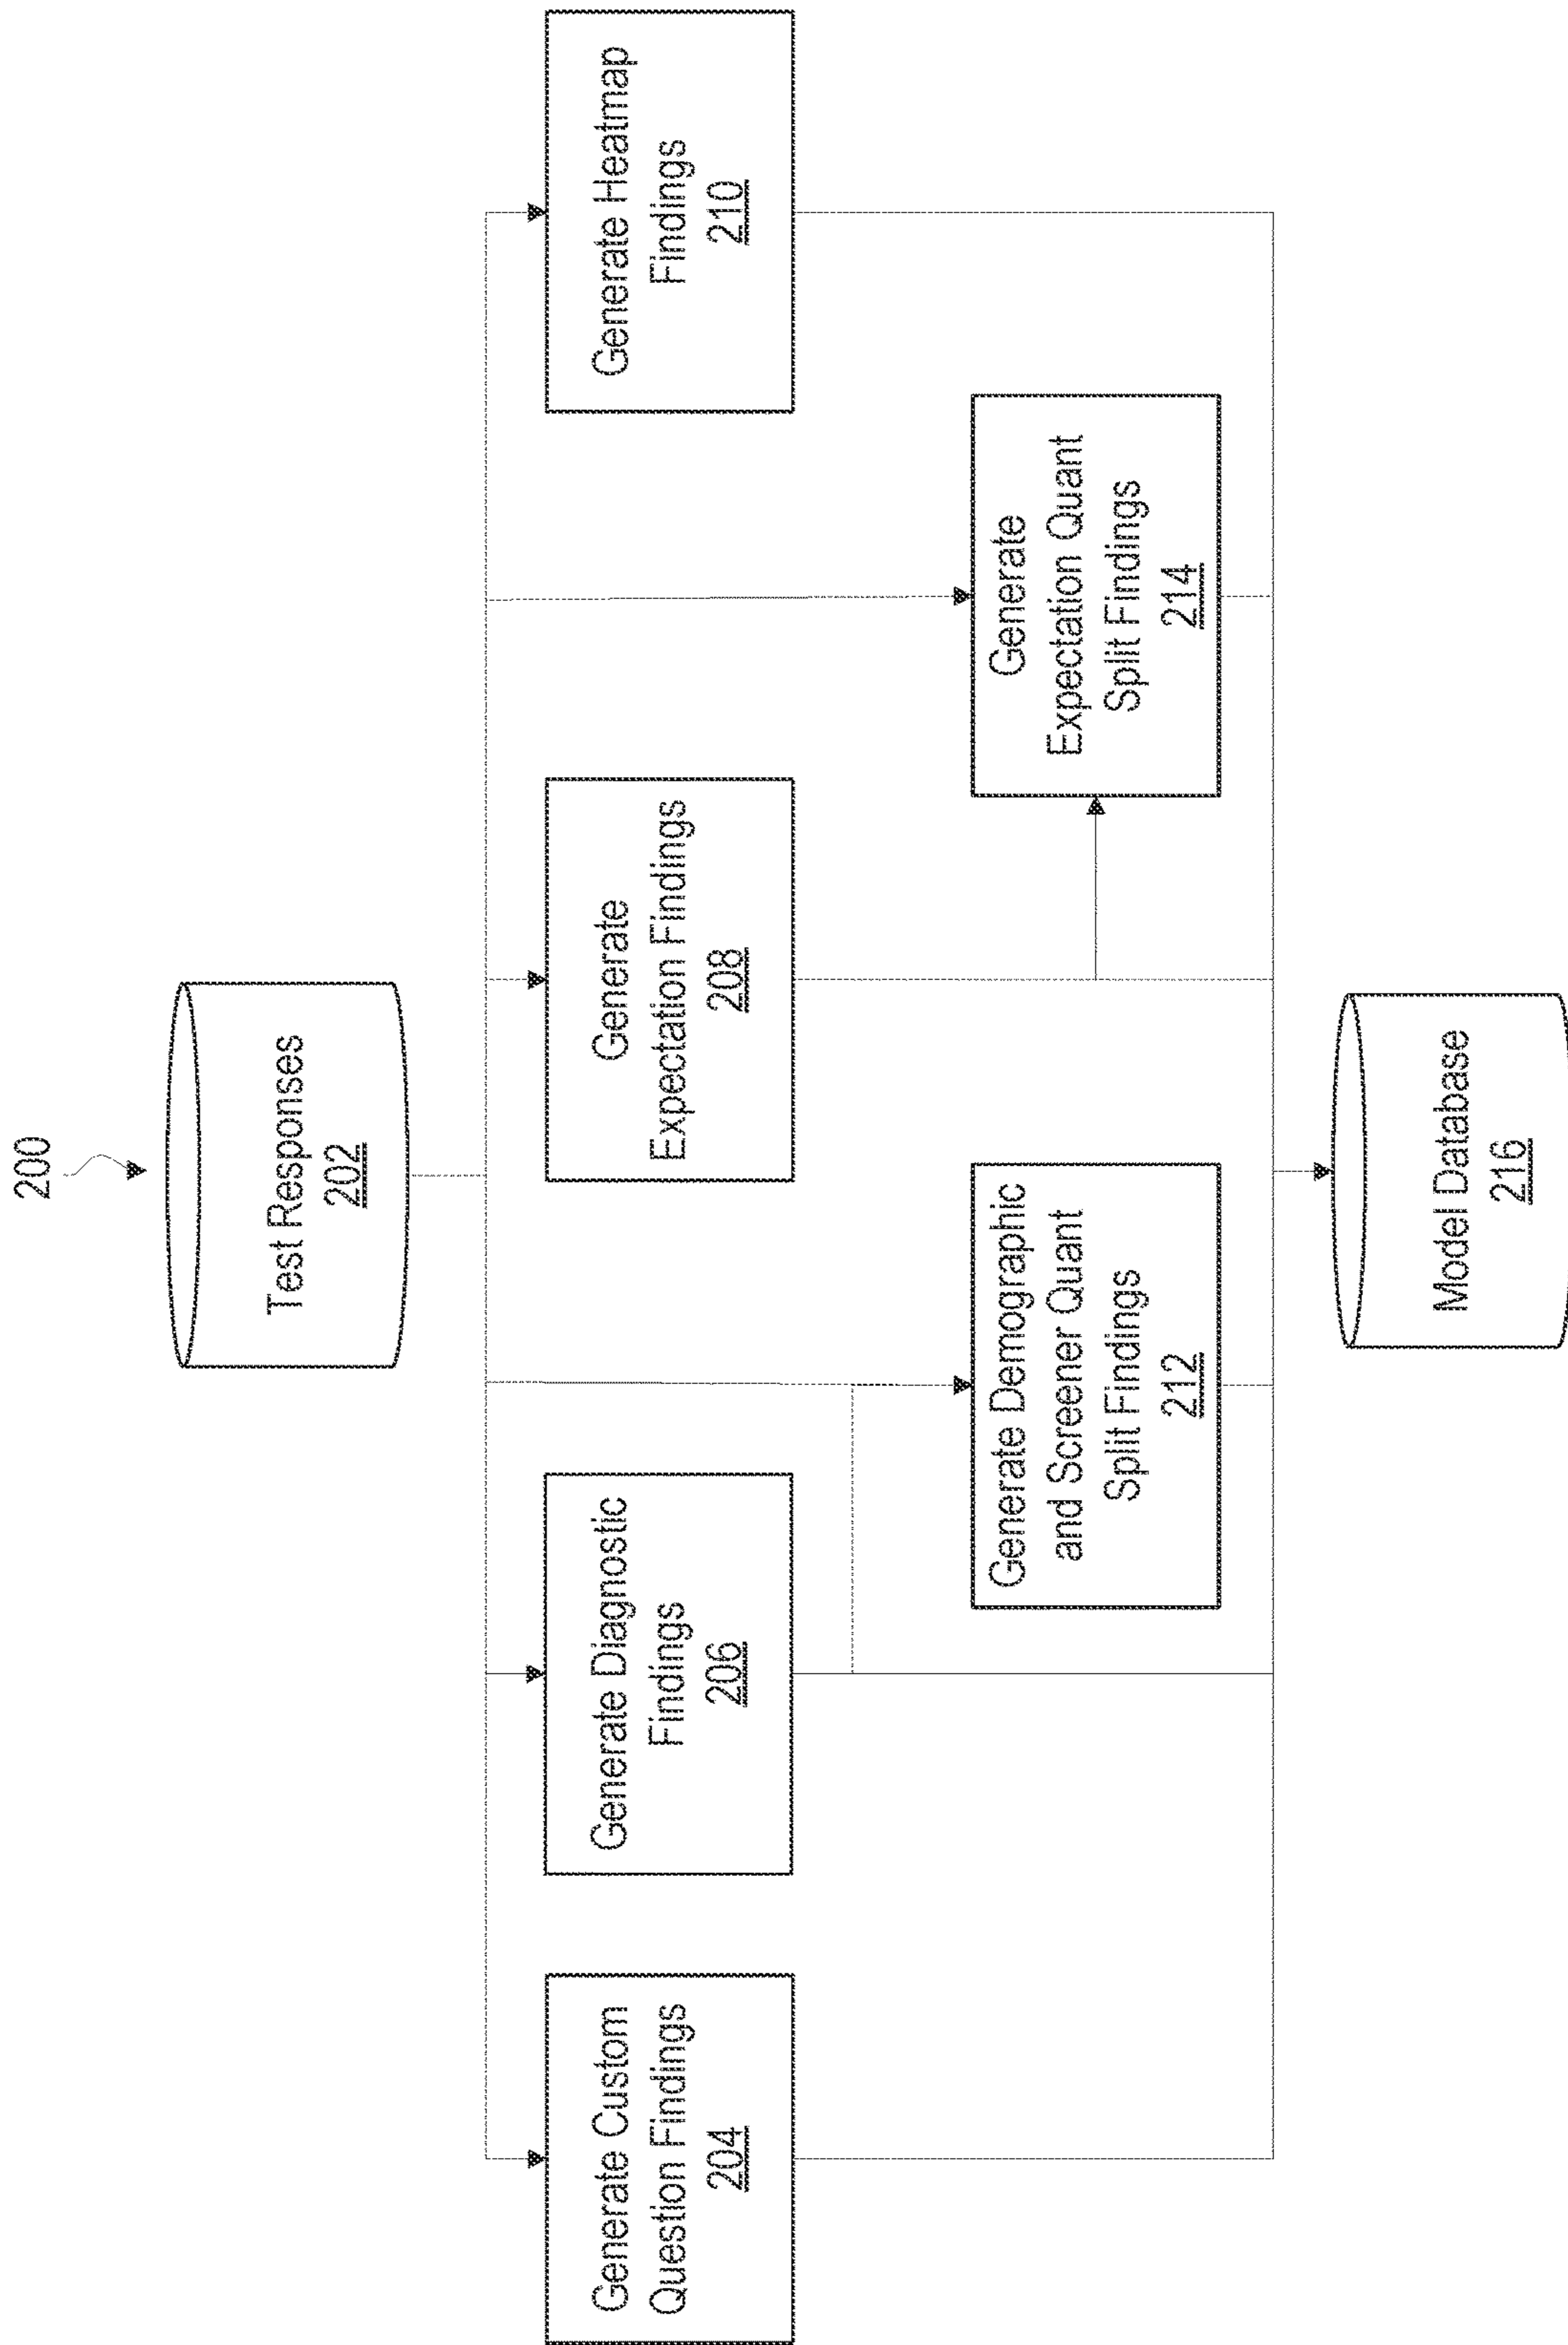 200
Test Responses
202
Generate Custom
Question Findings
204
Generate Diagnostic
Findings
206
Generate
Expectation Findings
208
Generate Heatmap
Findings
210
Generate Demographic
and Screener Quant
Split Findings
212
Generate
Expectation Quant
Split Findings
214
Model Database
216